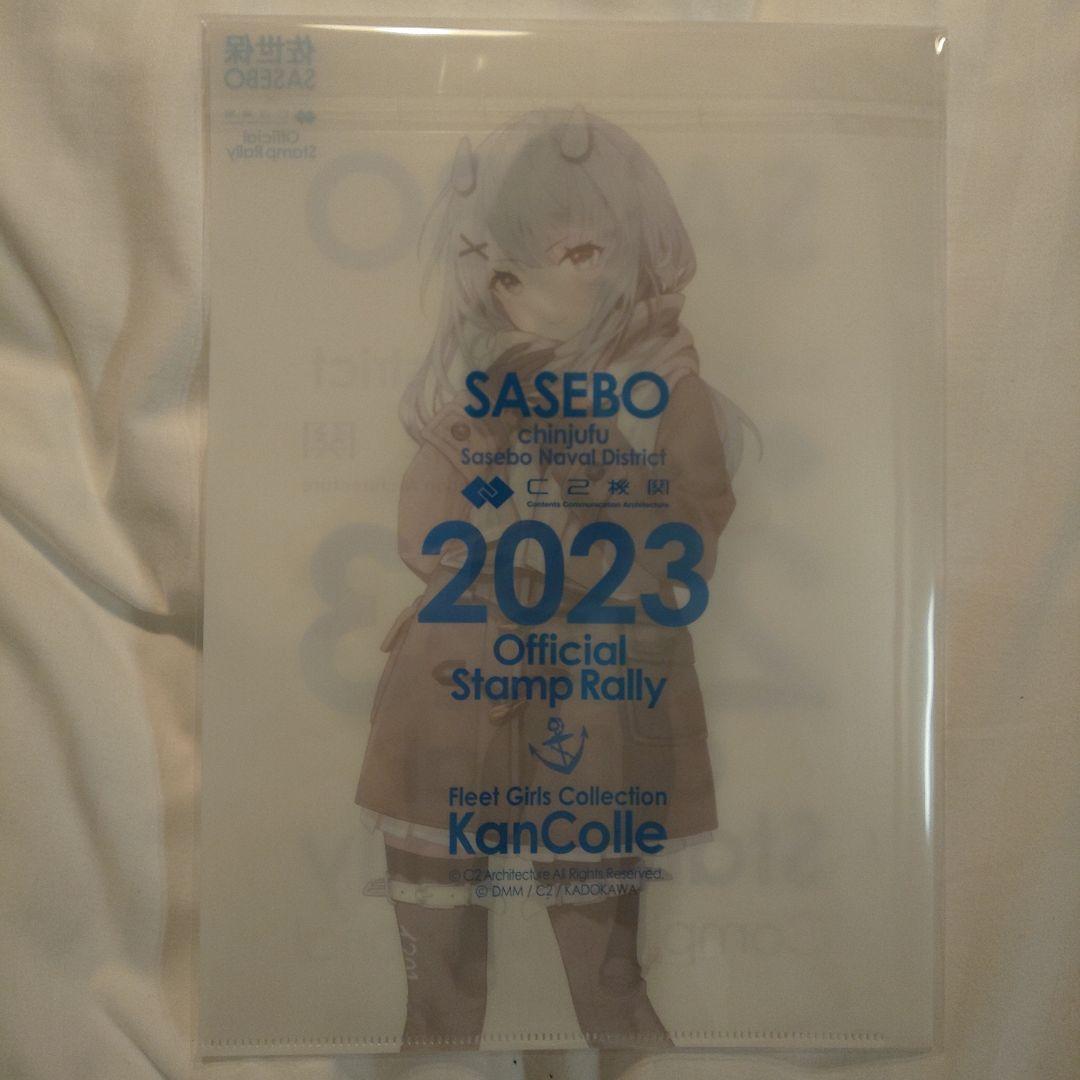 佐世保
SASEBO
Official
Stamp Rally
SASEBO
chinjufu
Sasebo Naval District
C2機関
Contents Communication Architecture
2023
Official
Stamp Rally
Fleet Girls Collection
KanColle
© C2 Architecture All Rights Reserved.
© DMM / C2 / KADOKAWA